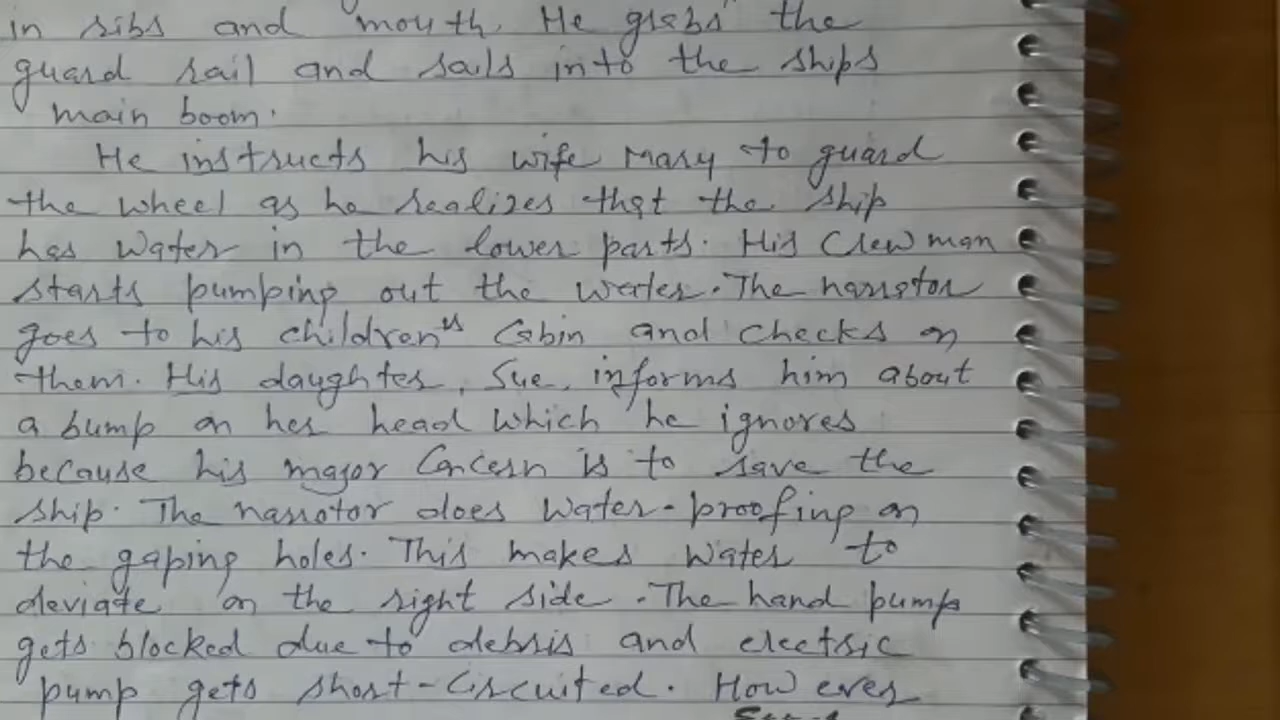 in ribs and mouth. He grabs the
guard rail and sails into the ships
main boom.
He instructs his wife Mary to guard
the wheel as he realizes that the ship
has water in the lower parts. His Crewman
starts pumping out the water. The narrator
goes to his children's Cabin and checks on
them. His daughter, Sue, informs him about
a bump on her head which he ignores
because his major Concern is to save the
ship. The narrator does water-proofing on
the gaping holes. This makes water to
deviate on the right side. The hand pump
gets blocked due to debris and electric
pump gets short-Circuited. However